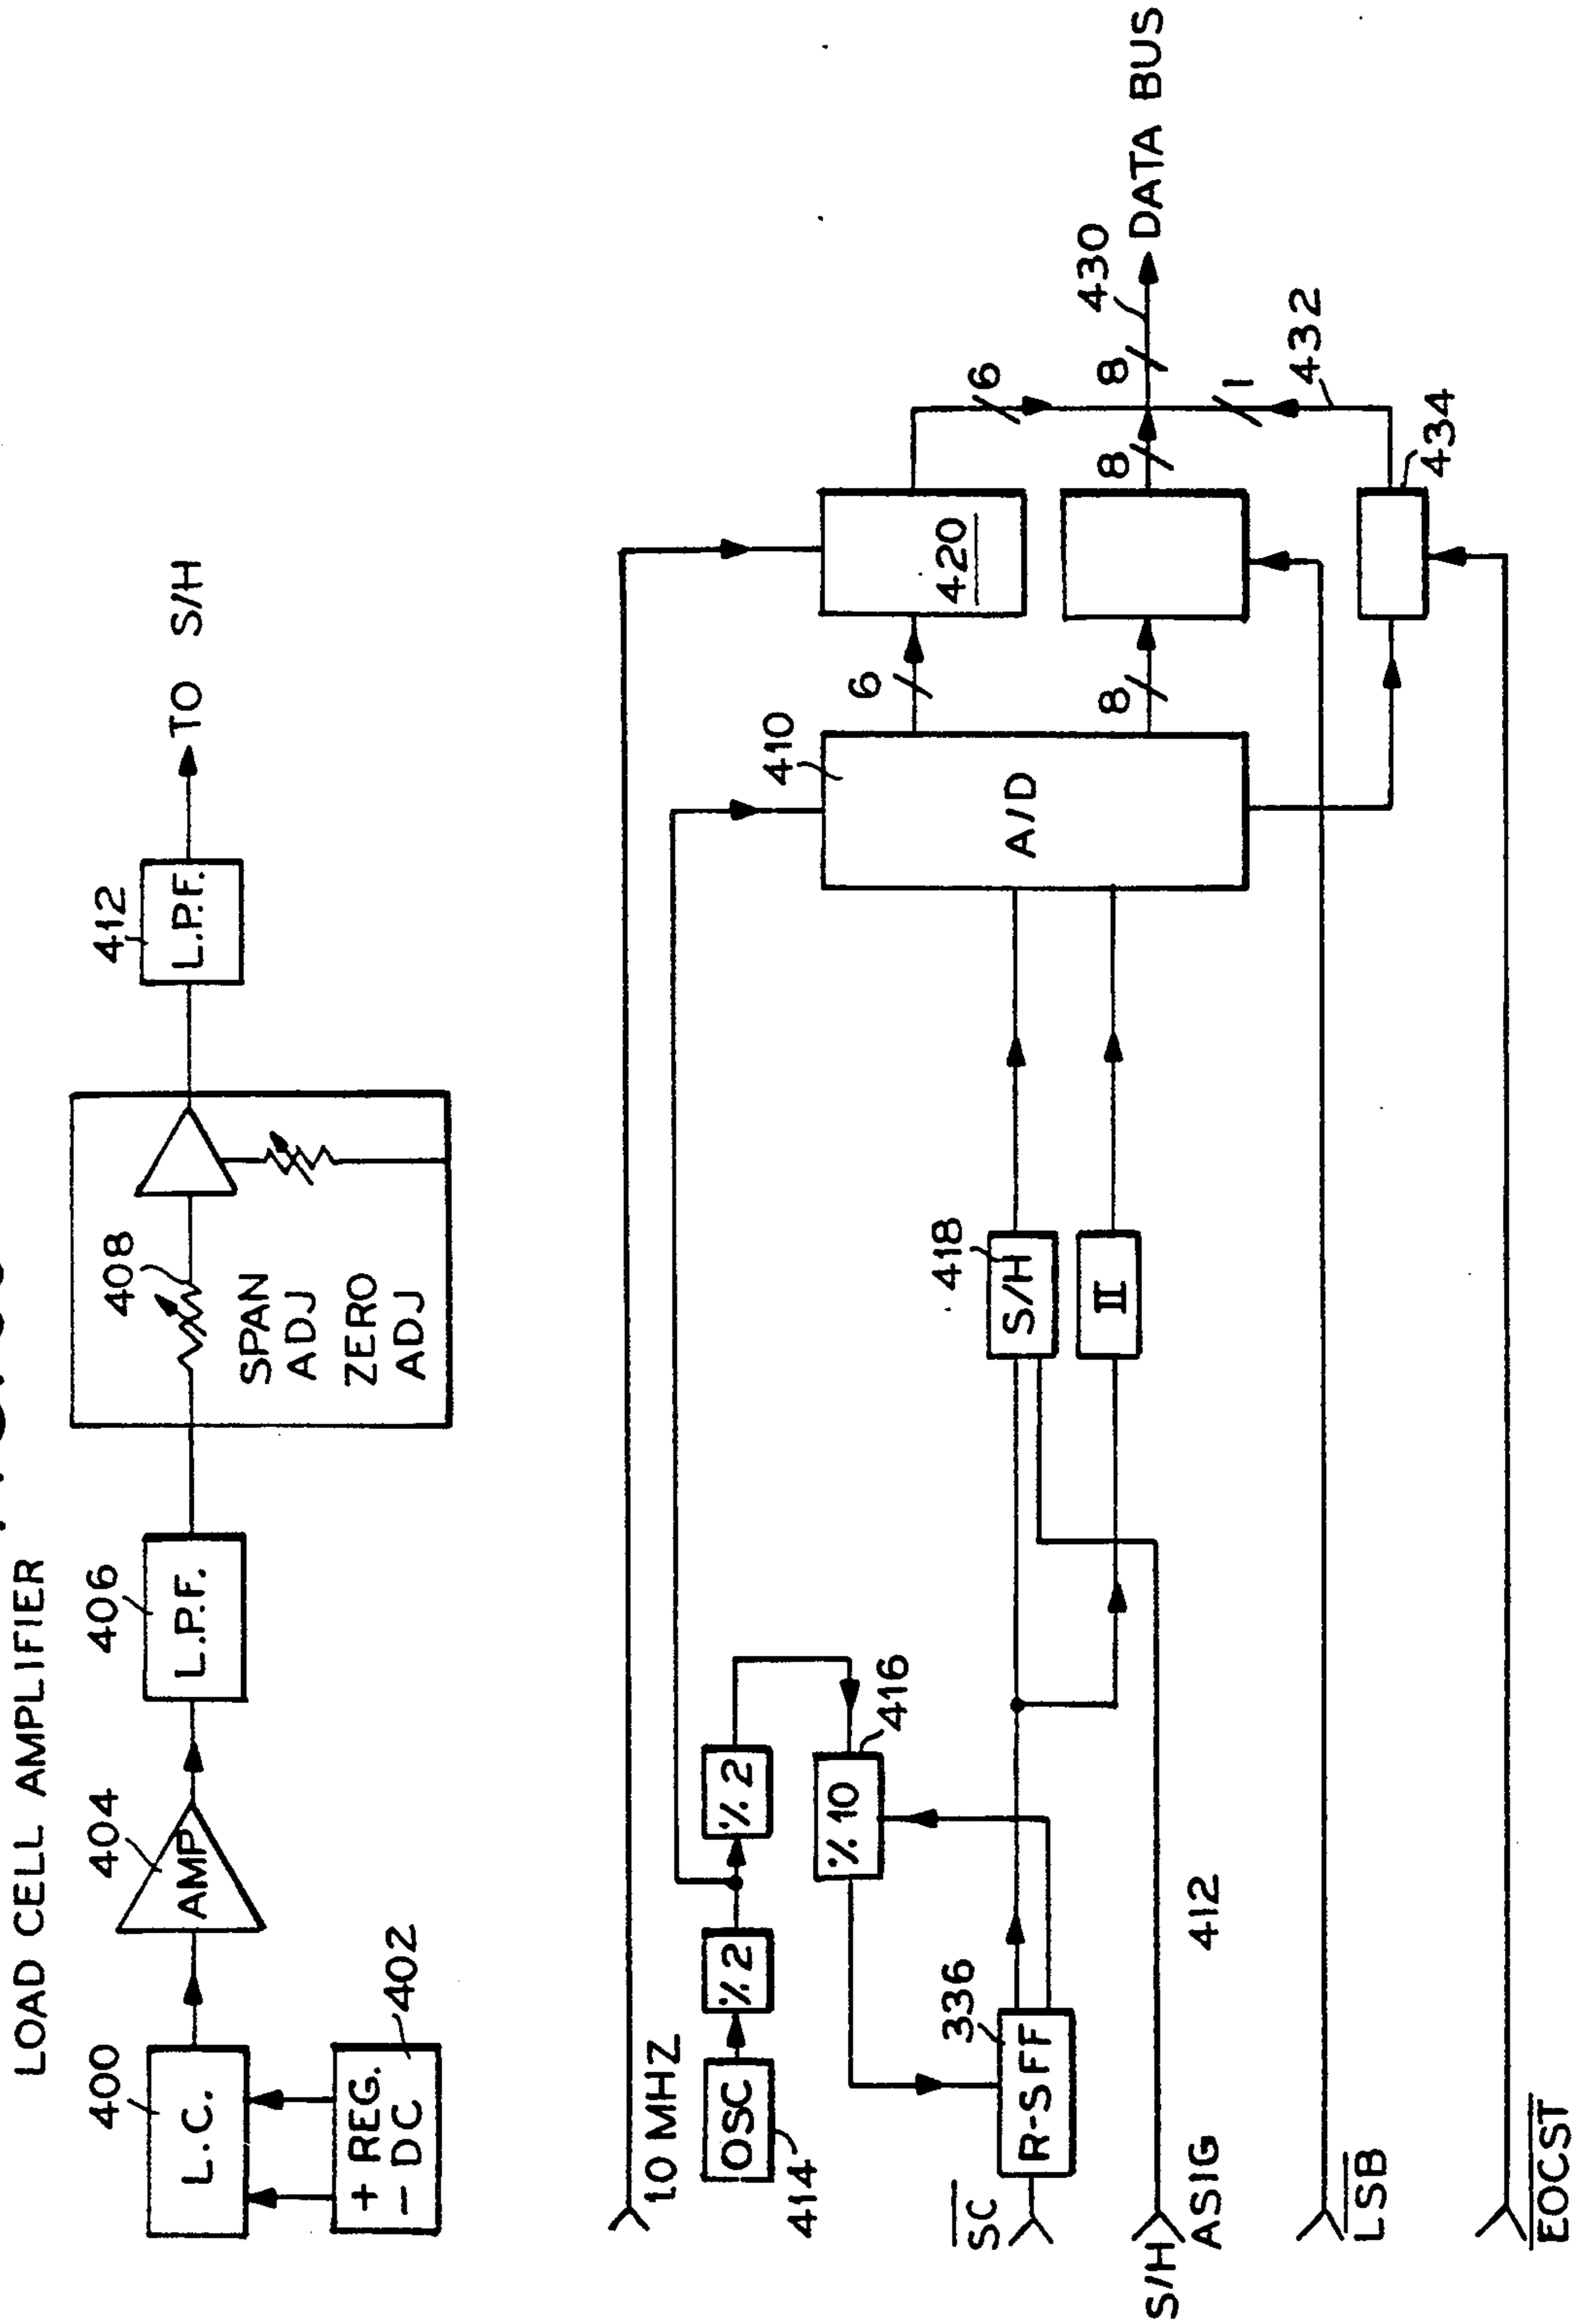 LOAD CELL AMPLIFIER
400
L.C.
+ REG.
- DC
402
404
AMP
406
L.P.F.
408
SPAN
ADJ
ZERO
ADJ
412
L.P.F.
TO S/H
1.0 MHZ
OSC
414
%2
%2
%10
416
SC
336
R-SFF
S/H
ASIG
412
LSB
EOCST
418
S/H
II
410
A/D
6
8
420
434
6
8
1
432
8
430
DATA BUS